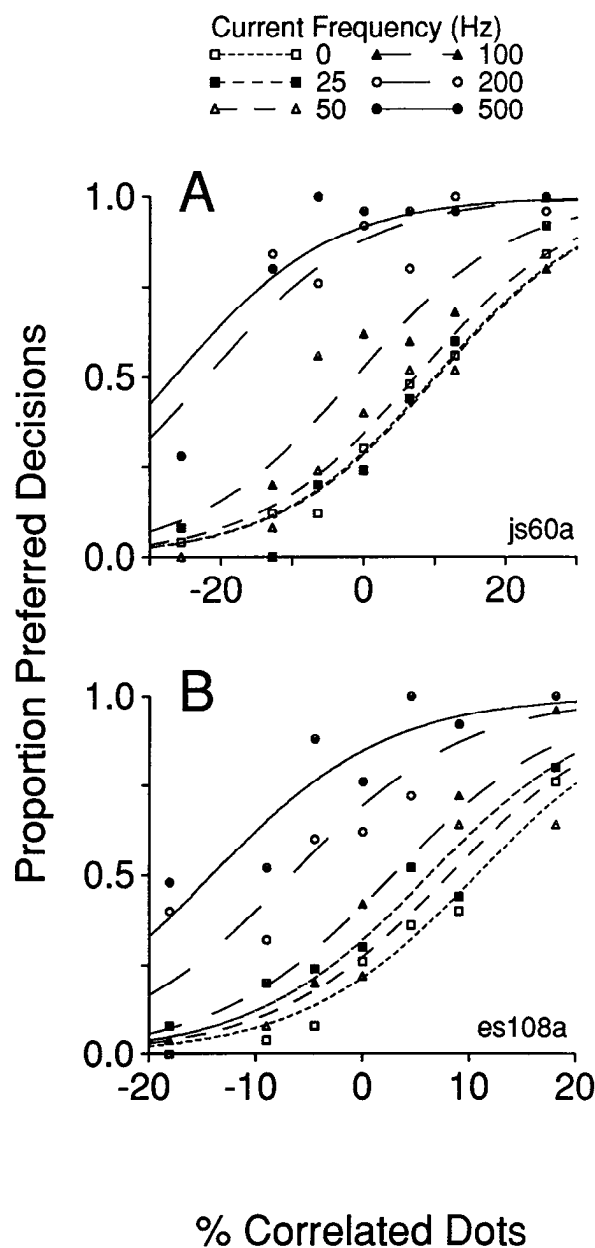 Current Frequency (Hz)
0 100
25 200
50 500
A
1.0
0.5
0.0
js60a
-20 0 20
Proportion Preferred Decisions
B
1.0
0.5
0.0
es108a
-20 -10 0 10 20
% Correlated Dots